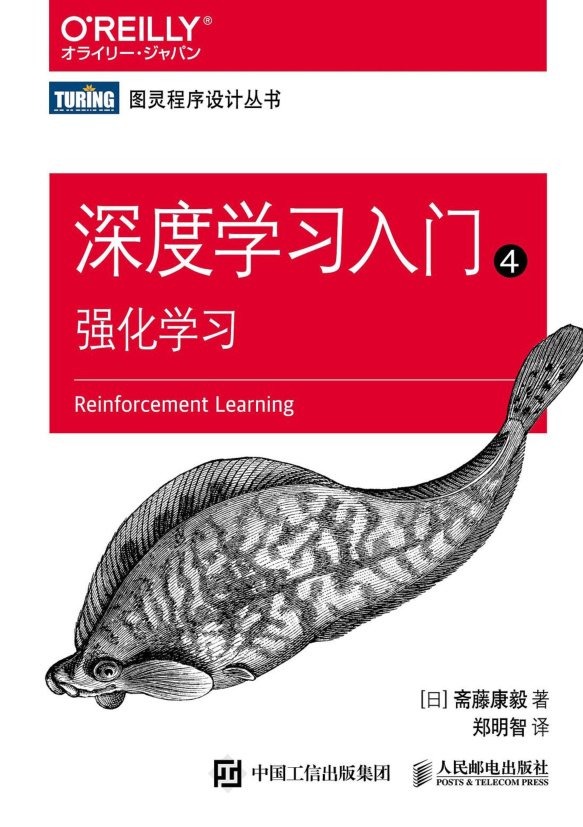 O'REILLY®
オライリー・ジャパン
TURING 图灵程序设计丛书
深度学习入门 4
强化学习
Reinforcement Learning
[日] 斋藤康毅 著
郑明智 译
中国工信出版集团 人民邮电出版社
POSTS & TELECOM PRESS